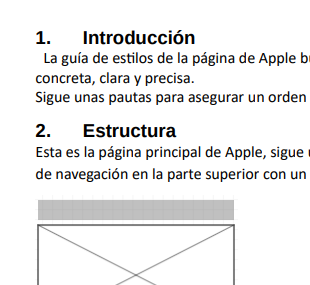 1. Introducción
La guía de estilos de la página de Apple
concreta, clara y precisa.
Sigue unas pautas para asegurar un orden
2. Estructura
Esta es la página principal de Apple, sigue
de navegación en la parte superior con un